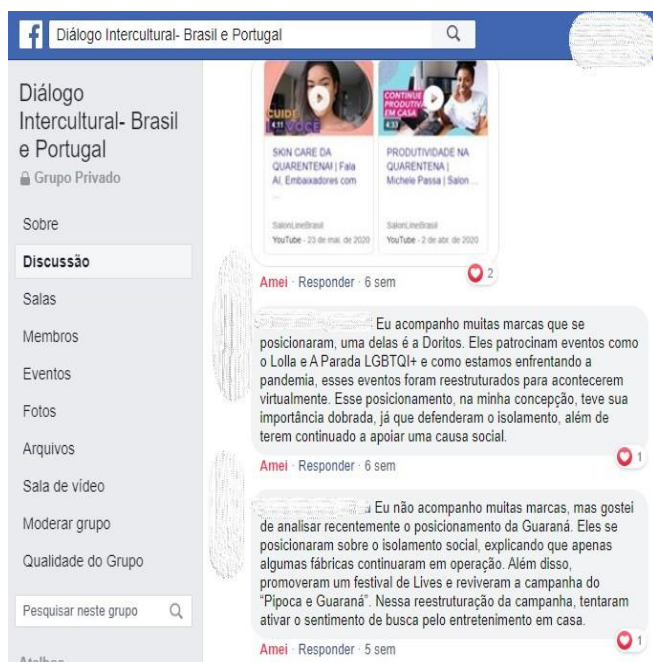 f
Diálogo Intercultural- Brasil e Portugal
Diálogo
Intercultural- Brasil
e Portugal
Grupo Privado
Sobre
Discussão
Salas
Membros
Eventos
Fotos
Arquivos
Sala de vídeo
Moderar grupo
Qualidade do Grupo
Pesquisar neste grupo
Atalhos
CUIDE
VOCÊ
4:11
SKIN CARE DA
QUARENTENA! | Fala
Aí, Embaixadores com
...
SalonLineBrasil
YouTube - 23 de mai. de 2020
CONTINUE
PRODUTIVA
EM CASA
4:33
PRODUTIVIDADE NA
QUARENTENA |
Michele Passa | Salon ...
SalonLineBrasil
YouTube - 2 de abr. de 2020
Amei · Responder · 6 sem
2
Eu acompanho muitas marcas que se
posicionaram, uma delas é a Doritos. Eles patrocinam eventos como
o Lolla e A Parada LGBTQI+ e como estamos enfrentando a
pandemia, esses eventos foram reestruturados para acontecerem
virtualmente. Esse posicionamento, na minha concepção, teve sua
importância dobrada, já que defenderam o isolamento, além de
terem continuado a apoiar uma causa social.
1
Amei · Responder · 6 sem
Eu não acompanho muitas marcas, mas gostei
de analisar recentemente o posicionamento da Guaraná. Eles se
posicionaram sobre o isolamento social, explicando que apenas
algumas fábricas continuaram em operação. Além disso,
promoveram um festival de Lives e reviveram a campanha do
“Pipoca e Guaraná”. Nessa reestruturação da campanha, tentaram
ativar o sentimento de busca pelo entretenimento em casa.
1
Amei · Responder · 5 sem